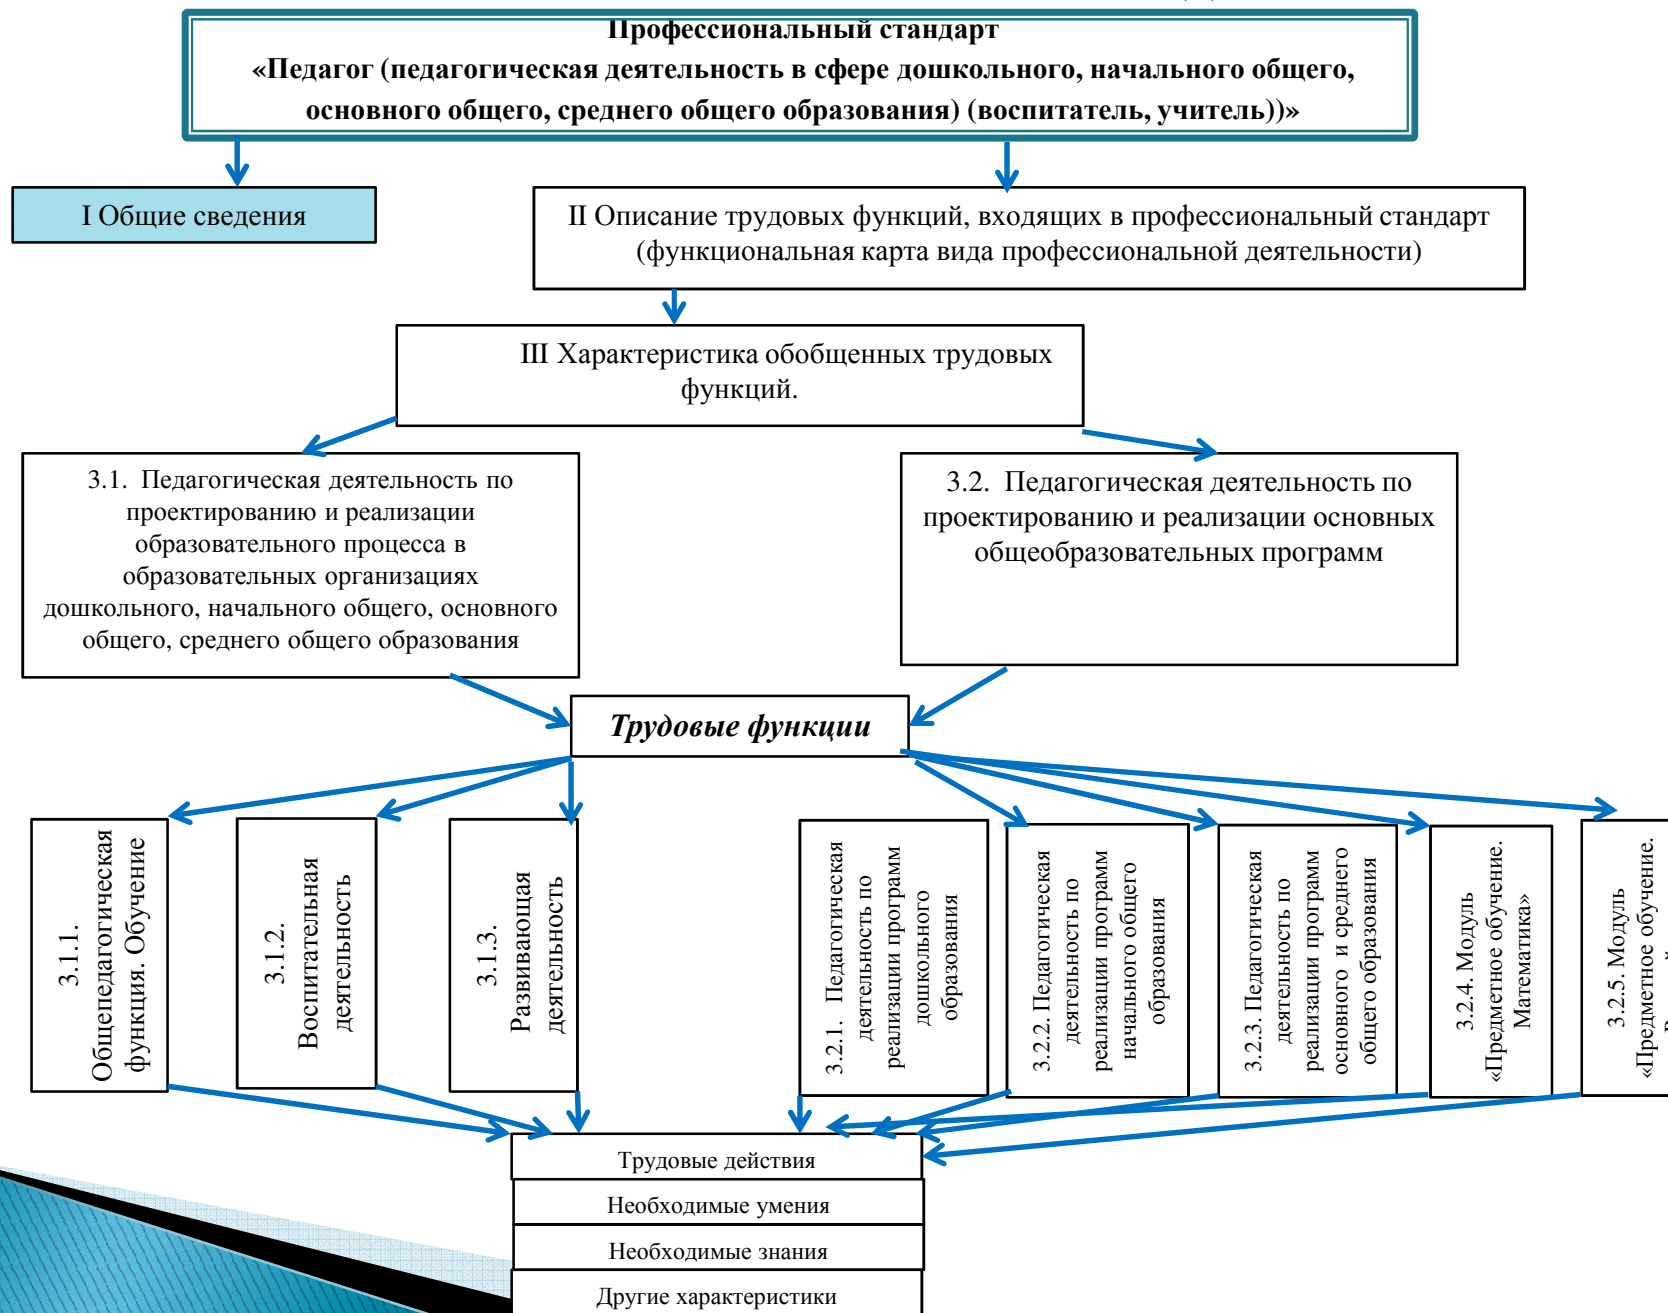 Профессиональный стандарт
«Педагог (педагогическая деятельность в сфере дошкольного, начального общего,
основного общего, среднего общего образования) (воспитатель, учитель))»
I Общие сведения
II Описание трудовых функций, входящих в профессиональный стандарт
(функциональная карта вида профессиональной деятельности)
III Характеристика обобщенных трудовых
функций.
3.1. Педагогическая деятельность по
проектированию и реализации
образовательного процесса в
образовательных организациях
дошкольного, начального общего, основного
общего, среднего общего образования
3.2. Педагогическая деятельность по
проектированию и реализации основных
общеобразовательных программ
Трудовые функции
3.1.1.
Общепедагогическая
функция. Обучение
3.1.2.
Воспитательная
деятельность
3.1.3.
Развивающая
деятельность
3.2.1. Педагогическая
деятельность по
реализации программ
дошкольного
образования
3.2.2. Педагогическая
деятельность по
реализации программ
начального общего
образования
3.2.3. Педагогическая
деятельность по
реализации программ
основного и среднего
общего образования
3.2.4. Модуль
«Предметное обучение.
Математика»
3.2.5. Модуль
«Предметное обучение.
Трудовые действия
Необходимые умения
Необходимые знания
Другие характеристики